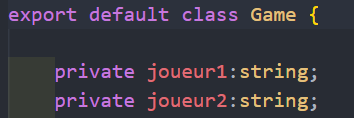 export default class Game {
private joueur1:string;
private joueur2:string;